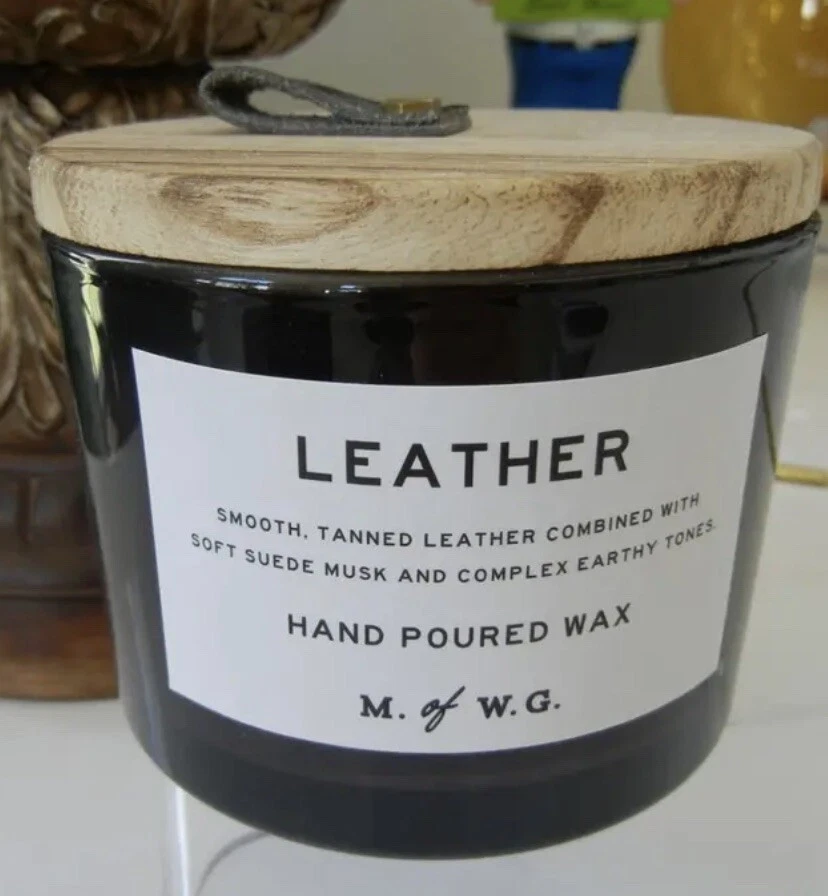 LEATHER
SMOOTH, TANNED LEATHER COMBINED WITH
SOFT SUEDE MUSK AND COMPLEX EARTHY TONES.
HAND POURED WAX
M. of W.G.